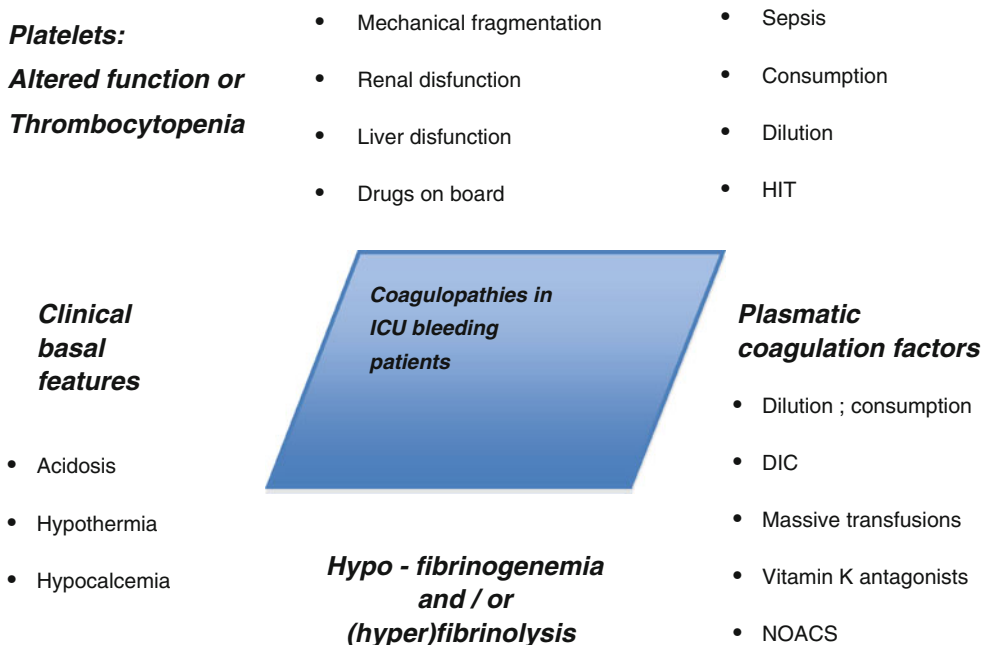 Platelets:
Altered function or
Thrombocytopenia
• Mechanical fragmentation
• Renal disfunction
• Liver disfunction
• Drugs on board
• Sepsis
• Consumption
• Dilution
• HIT
Clinical
basal
features
• Acidosis
• Hypothermia
• Hypocalcemia
Coagulopathies in
ICU bleeding
patients
Plasmatic
coagulation factors
• Dilution ; consumption
• DIC
• Massive transfusions
• Vitamin K antagonists
• NOACS
Hypo - fibrinogenemia
and / or
(hyper)fibrinolysis